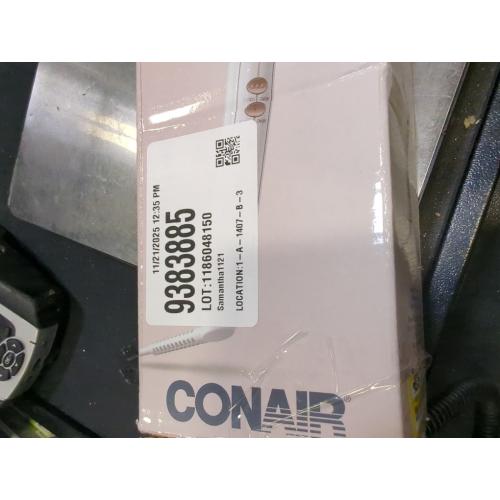 11/21/2025 12:35 PM
9383885
LOT:1186048150
Samantha1121
LOCATION:1-A-1407-B-3
CONAIR®